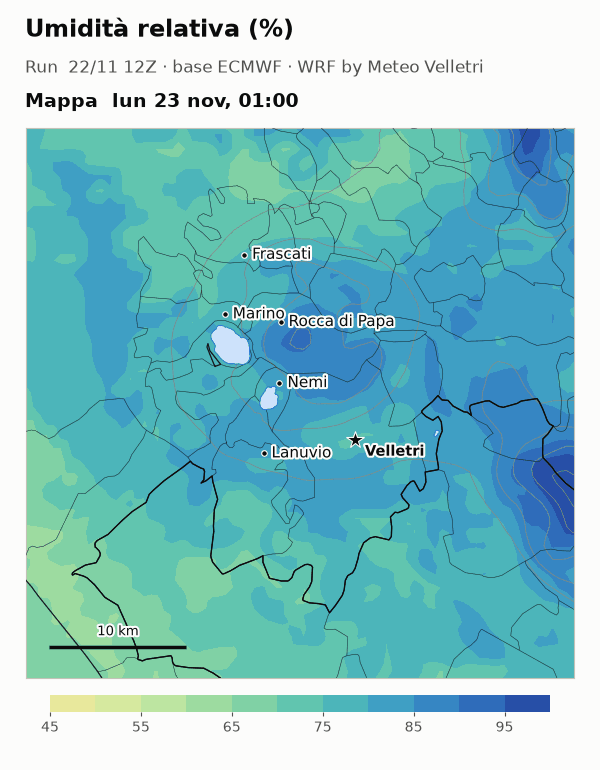 Umidità relativa (%)
Run  22/11 12Z · base ECMWF · WRF by Meteo Velletri
Mappa  lun 23 nov, 01:00
Frascati
Marino
Rocca di Papa
Nemi
Lanuvio
Velletri
10 km
45 55 65 75 85 95